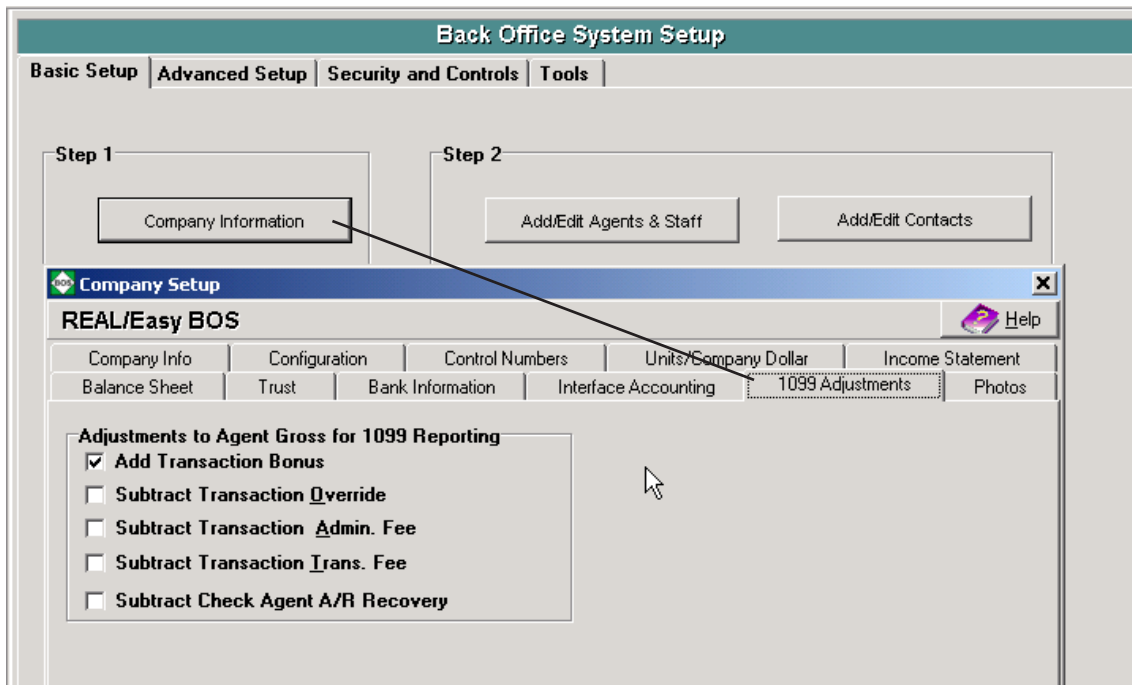 Back Office System Setup
Basic Setup Advanced Setup Security and Controls Tools
Step 1 Step 2
Company Information Add/Edit Agents & Staff Add/Edit Contacts
BOS Company Setup
REAL/Easy BOS Help
Company Info Configuration Control Numbers Units/Company Dollar Income Statement
Balance Sheet Trust Bank Information Interface Accounting 1099 Adjustments Photos
Adjustments to Agent Gross for 1099 Reporting
Add Transaction Bonus
Subtract Transaction Override
Subtract Transaction Admin. Fee
Subtract Transaction Trans. Fee
Subtract Check Agent A/R Recovery